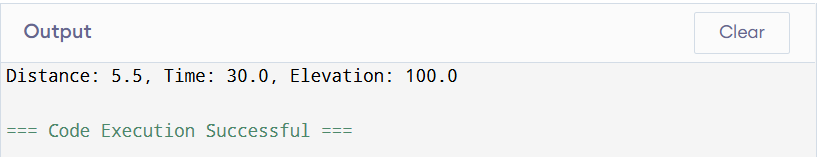 Output
Clear
Distance: 5.5, Time: 30.0, Elevation: 100.0
=== Code Execution Successful ===